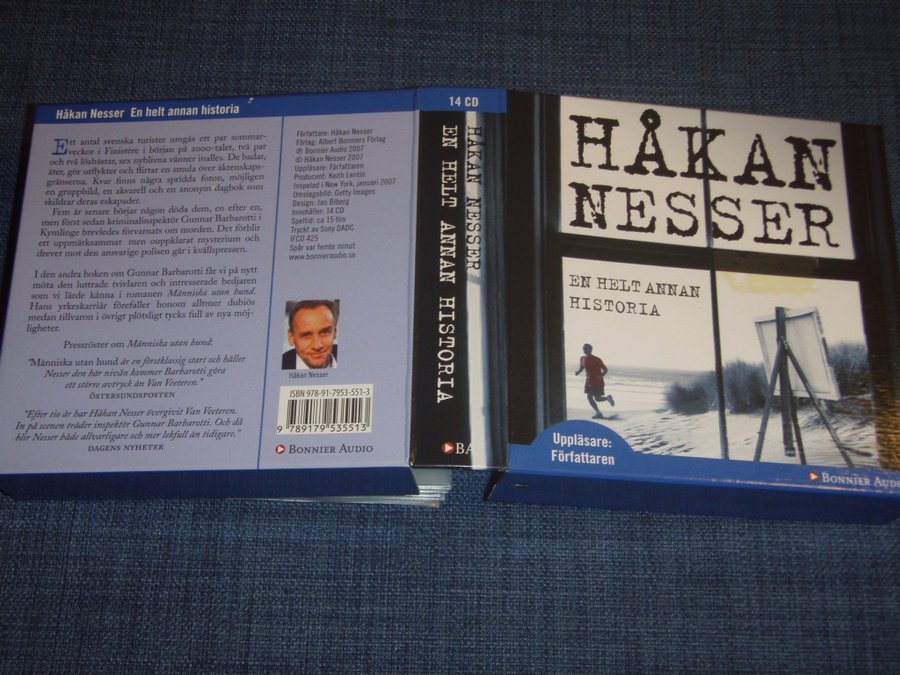 Håkan Nesser En helt annan historia
Ett antal svenska turister umgås ett par sommar-
veckor i Finistère i början på 2000-talet, två par
och två löshästar, sex nyblivna vänner inalles. De badar,
äter, gör utflykter och flirtar en smula över äktenskaps-
gränserna. Kvar finns några spridda foton, möjligen
en gruppbild, en akvarell och en anonym dagbok som
skildrar deras eskapader.
Fem år senare börjar någon döda dem, en efter en,
men först sedan kriminalinspektör Gunnar Barbarotti i
Kymlinge brevledes förvarnats om morden. Det förblir
ett uppmärksammat men ouppklarat mysterium och
drevet mot den ansvarige polisen går i kvällspressen.
I den andra boken om Gunnar Barbarotti får vi på nytt
möta den luttrade tvivlaren och intresserade bedjaren
som vi lärde känna i romanen Människa utan hund.
Hans yrkeskarriär förefaller honom alltmer dubiös
medan tillvaron i övrigt plötsligt tycks full av nya möj-
ligheter.
Pressröster om Människa utan hund:
"Människa utan hund är en förstklassig start och håller
Nesser den här nivån kommer Barbarotti göra
ett större avtryck än Van Veeteren."
ÖSTERSUNDSPOSTEN
"Efter tio år har Håkan Nesser övergivit Van Veeteren.
In på scenen träder inspektör Gunnar Barbarotti. Och då
blir Nesser både allvarligare och mer lekfull än tidigare."
DAGENS NYHETER
Författare: Håkan Nesser
Förlag: Albert Bonniers Förlag
℗ Bonnier Audio 2007
© Håkan Nesser 2007
Uppläsare: Författaren
Producent: Keith Lentin
Inspelad i New York, januari 2007
Omslagsbild: Getty Images
Design: Jan Biberg
Innehåller: 14 CD
Speltid: ca 15 tim
Tryckt av Sony DADC
IFCD 425
Spår var femte minut
www.bonnieraudio.se
Håkan Nesser
ISBN 978-91-7953-551-3
9 789179 535513
BONNIER AUDIO
14 CD
HÅKAN NESSER
EN HELT ANNAN HISTORIA
BA
HÅKAN
NESSER
EN HELT ANNAN
HISTORIA
Uppläsare:
Författaren
BONNIER AUDIO